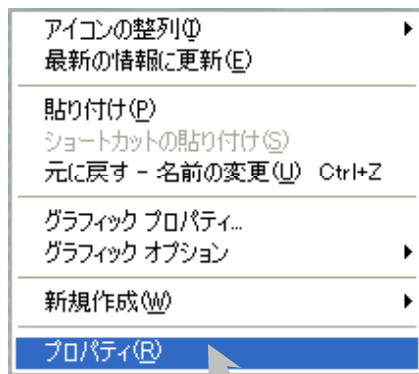 アイコンの整列(I)
最新の情報に更新(E)
貼り付け(P)
ショートカットの貼り付け(S)
元に戻す - 名前の変更(U) Ctrl+Z
グラフィック プロパティ...
グラフィック オプション
新規作成(W)
プロパティ(R)